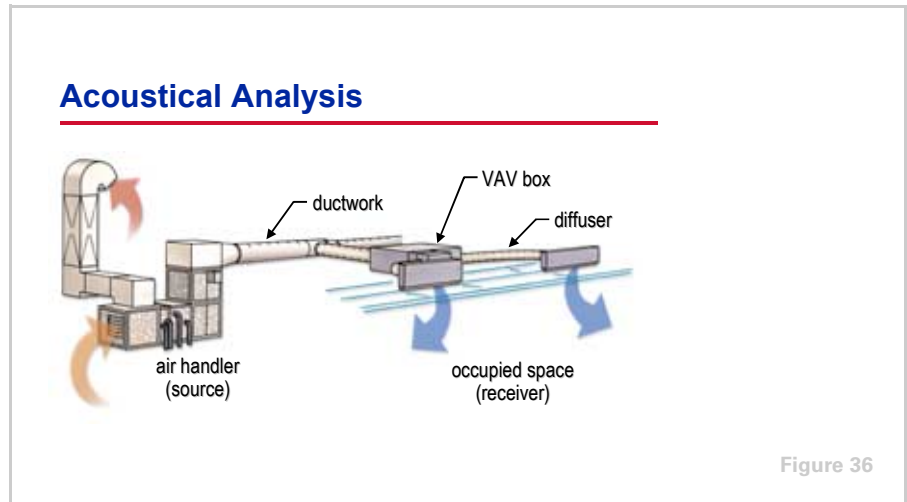 Acoustical Analysis
VAV box
ductwork
diffuser
air handler
(source)
occupied space
(receiver)
Figure 36